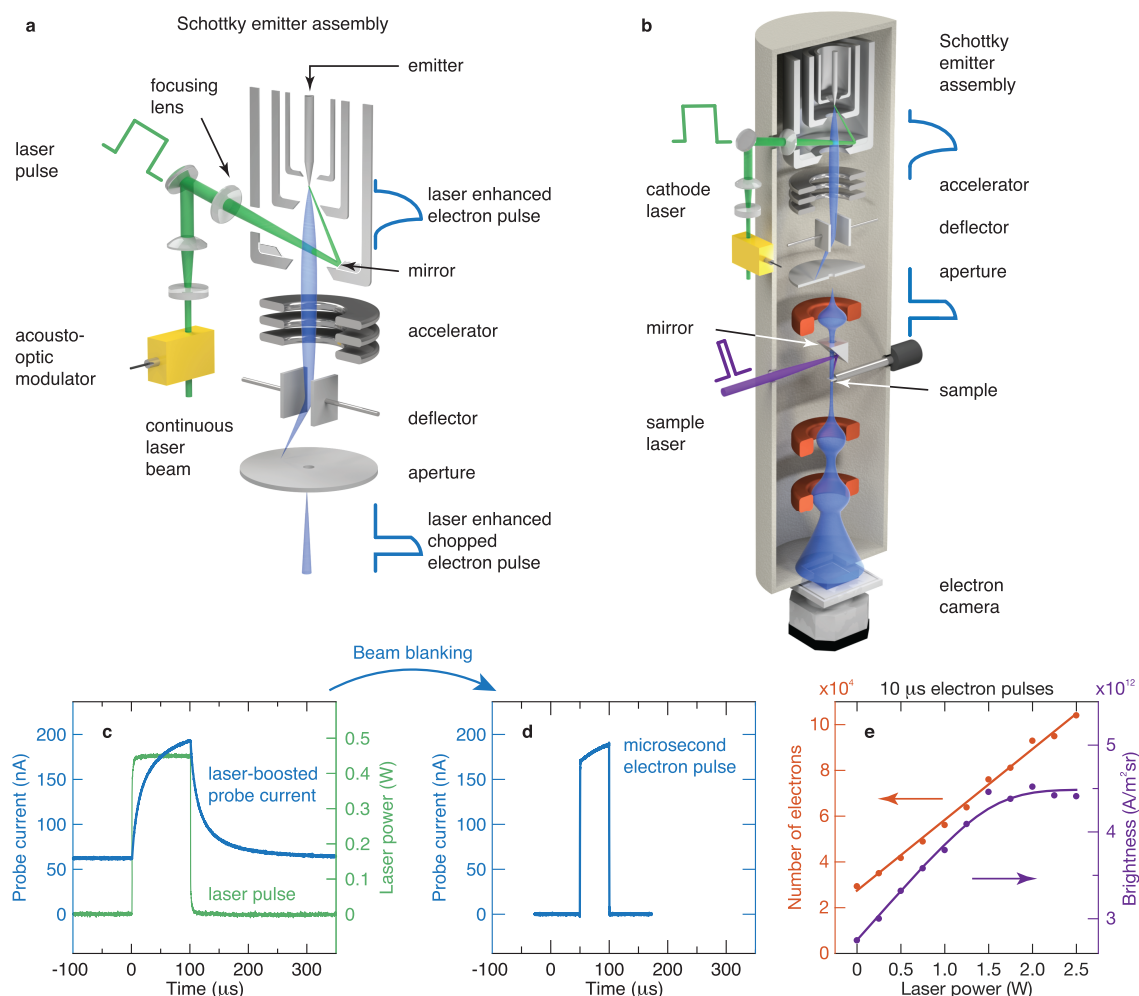 a
Schottky emitter assembly
emitter
focusing
lens
laser
pulse
laser enhanced
electron pulse
mirror
accelerator
acousto-
optic
modulator
deflector
continuous
laser
beam
aperture
laser enhanced
chopped
electron pulse
b
Schottky
emitter
assembly
cathode
laser
accelerator
deflector
aperture
mirror
sample
sample
laser
electron
camera
Beam blanking
c
Probe current (nA)
200
150
100
50
0
-100
0
100
200
300
Time (µs)
laser-boosted
probe current
laser pulse
0.5
0.4
0.3
0.2
0.1
0
Laser power (W)
d
Probe current (nA)
200
150
100
50
0
-100
0
100
200
300
Time (µs)
microsecond
electron pulse
x10⁴
10 µs electron pulses
x10¹²
e
Number of electrons
10
8
6
4
2
0
0
0.5
1.0
1.5
2.0
2.5
Laser power (W)
5
4
3
Brightness (A/m²sr)